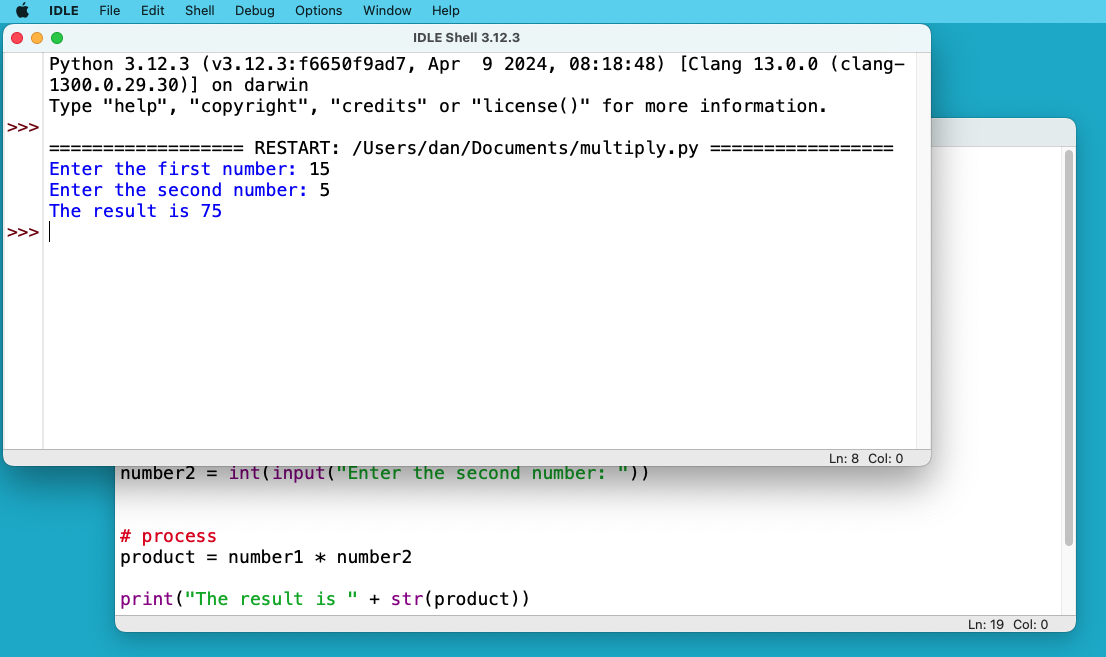 IDLE File Edit Shell Debug Options Window Help
IDLE Shell 3.12.3
Python 3.12.3 (v3.12.3:f6650f9ad7, Apr  9 2024, 08:18:48) [Clang 13.0.0 (clang-
1300.0.29.30)] on darwin
Type "help", "copyright", "credits" or "license()" for more information.
>>>
================== RESTART: /Users/dan/Documents/multiply.py =================
Enter the first number: 15
Enter the second number: 5
The result is 75
>>>
Ln: 8 Col: 0
number2 = int(input("Enter the second number: "))
# process
product = number1 * number2
print("The result is " + str(product))
Ln: 19 Col: 0